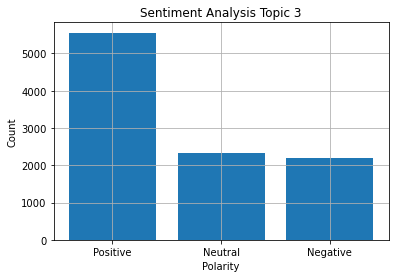 Sentiment Analysis Topic 3
5000
4000
3000
2000
1000
0
Count
Positive Neutral Negative
Polarity